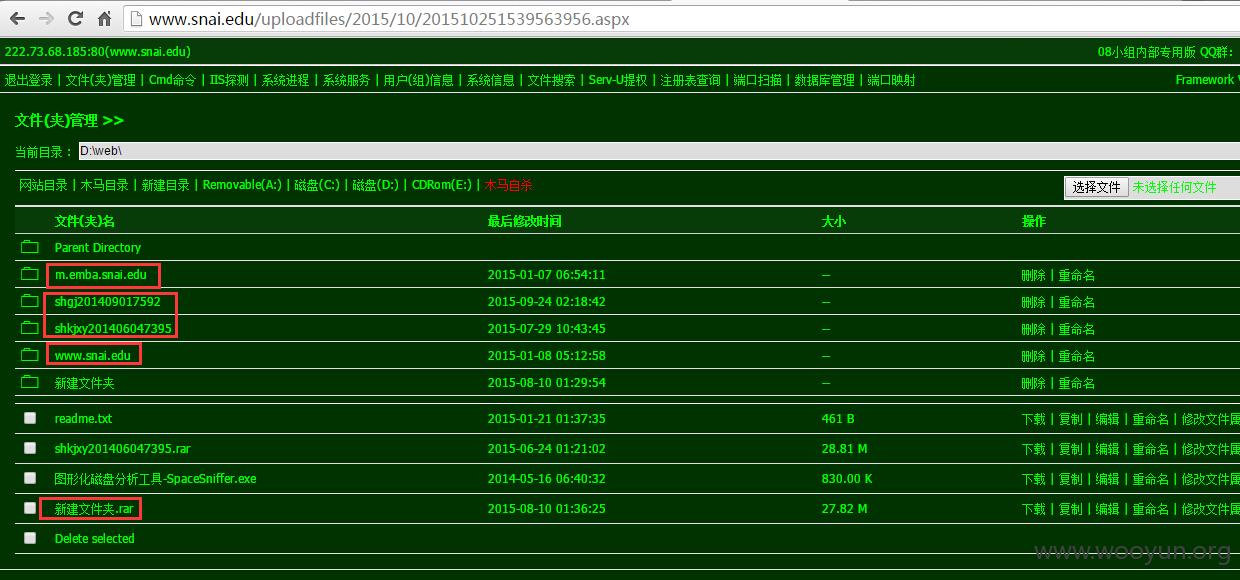 www.snai.edu/uploadfiles/2015/10/201510251539563956.aspx
222.73.68.185:80(www.snai.edu) 08小组内部专用版 QQ群:
退出登录 | 文件(夹)管理 | Cmd命令 | IIS探测 | 系统进程 | 系统服务 | 用户(组)信息 | 系统信息 | 文件搜索 | Serv-U提权 | 注册表查询 | 端口扫描 | 数据库管理 | 端口映射 Framework
文件(夹)管理 >>
当前目录 : D:\web\
网站目录 | 木马目录 | 新建目录 | Removable(A:) | 磁盘(C:) | 磁盘(D:) | CDRom(E:) | 木马自杀 选择文件 未选择任何文件
文件(夹)名 最后修改时间 大小 操作
Parent Directory
m.emba.snai.edu 2015-01-07 06:54:11 -- 删除 | 重命名
shgj201409017592 2015-09-24 02:18:42 -- 删除 | 重命名
shkjxy201406047395 2015-07-29 10:43:45 -- 删除 | 重命名
www.snai.edu 2015-01-08 05:12:58 -- 删除 | 重命名
新建文件夹 2015-08-10 01:29:54 -- 删除 | 重命名
readme.txt 2015-01-21 01:37:35 461 B 下载 | 复制 | 编辑 | 重命名 | 修改文件属
shkjxy201406047395.rar 2015-06-24 01:21:02 28.81 M 下载 | 复制 | 编辑 | 重命名 | 修改文件属
图形化磁盘分析工具-SpaceSniffer.exe 2014-05-16 06:40:32 830.00 K 下载 | 复制 | 编辑 | 重命名 | 修改文件属
新建文件夹.rar 2015-08-10 01:36:25 27.82 M 下载 | 复制 | 编辑 | 重命名 | 修改文件属
Delete selected
www.wooyun.org